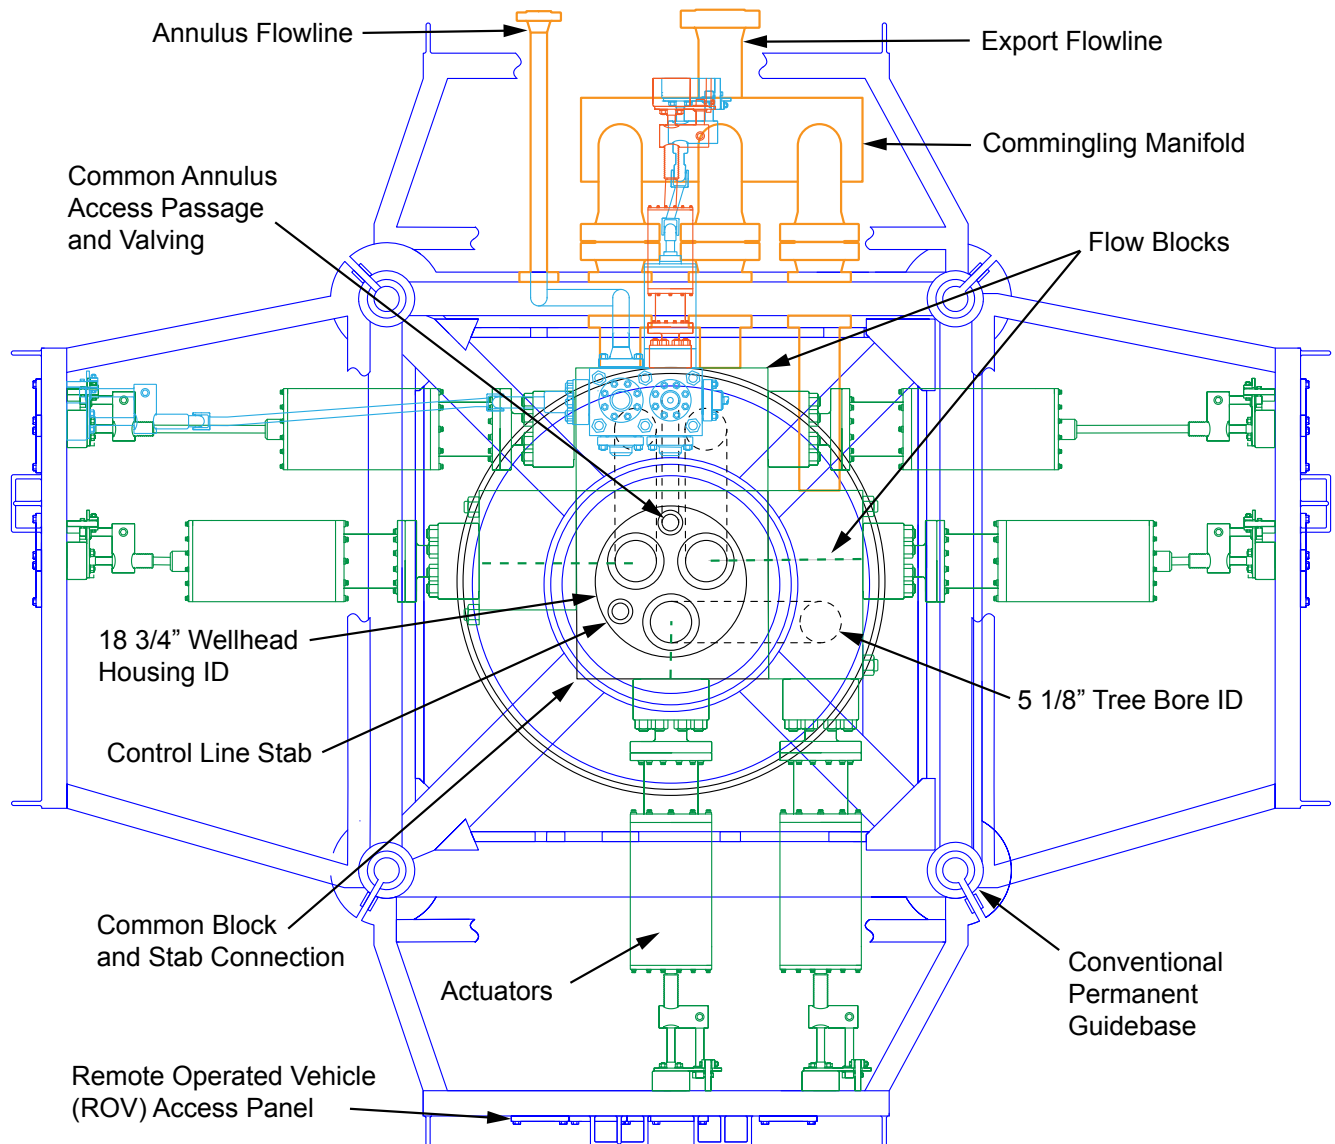 Annulus Flowline
Export Flowline
Commingling Manifold
Common Annulus
Access Passage
and Valving
Flow Blocks
18 3/4” Wellhead
Housing ID
5 1/8” Tree Bore ID
Control Line Stab
Common Block
and Stab Connection
Actuators
Conventional
Permanent
Guidebase
Remote Operated Vehicle
(ROV) Access Panel